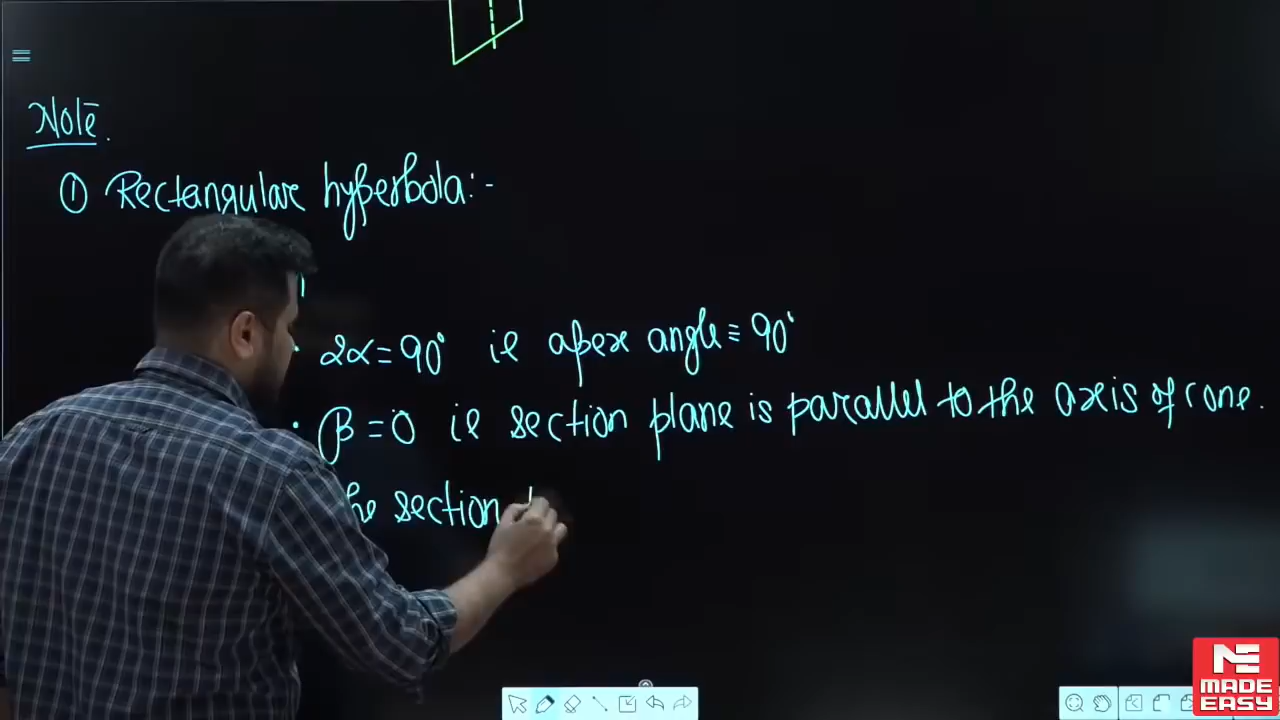 Note.
① Rectangular hyperbola:-
2α = 90° ie apex angle = 90°
β = 0 ie section plane is parallel to the axis of cone.
he section
MADE
EASY